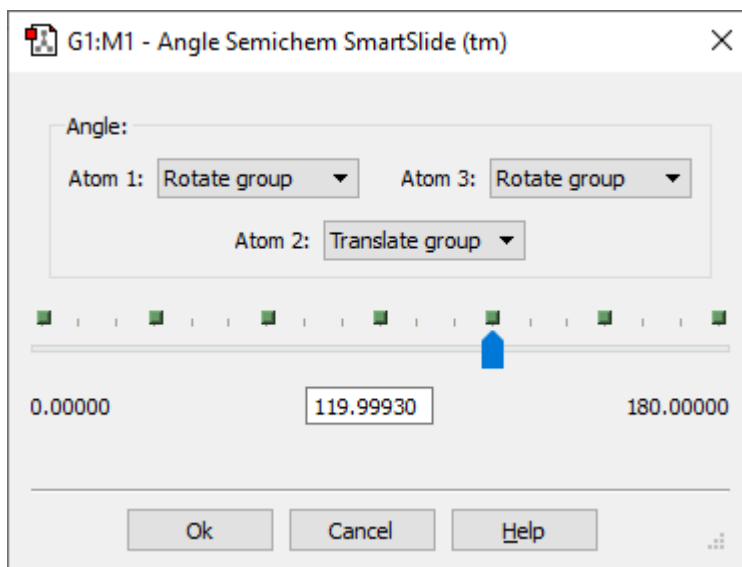 G1:M1 - Angle Semichem SmartSlide (tm)
Angle:
Atom 1: Rotate group Atom 3: Rotate group
Atom 2: Translate group
0.00000 119.99930 180.00000
Ok Cancel Help